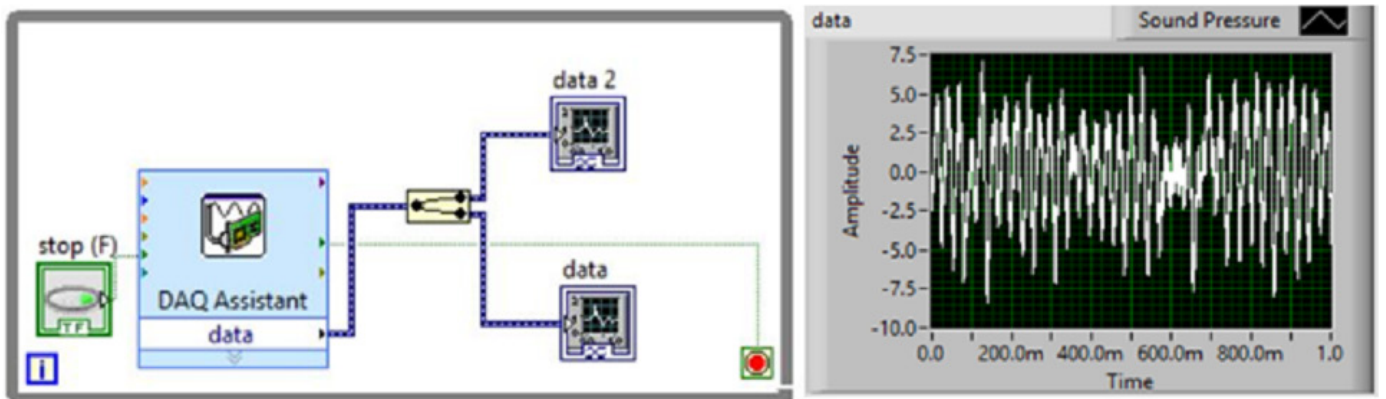 data 2
stop (F)
data
DAQ Assistant
TF
data
i
data
Sound Pressure
7.5
5.0
2.5
0.0
-2.5
-5.0
-7.5
-10.0
Amplitude
0.0 200.0m 400.0m 600.0m 800.0m 1.0
Time